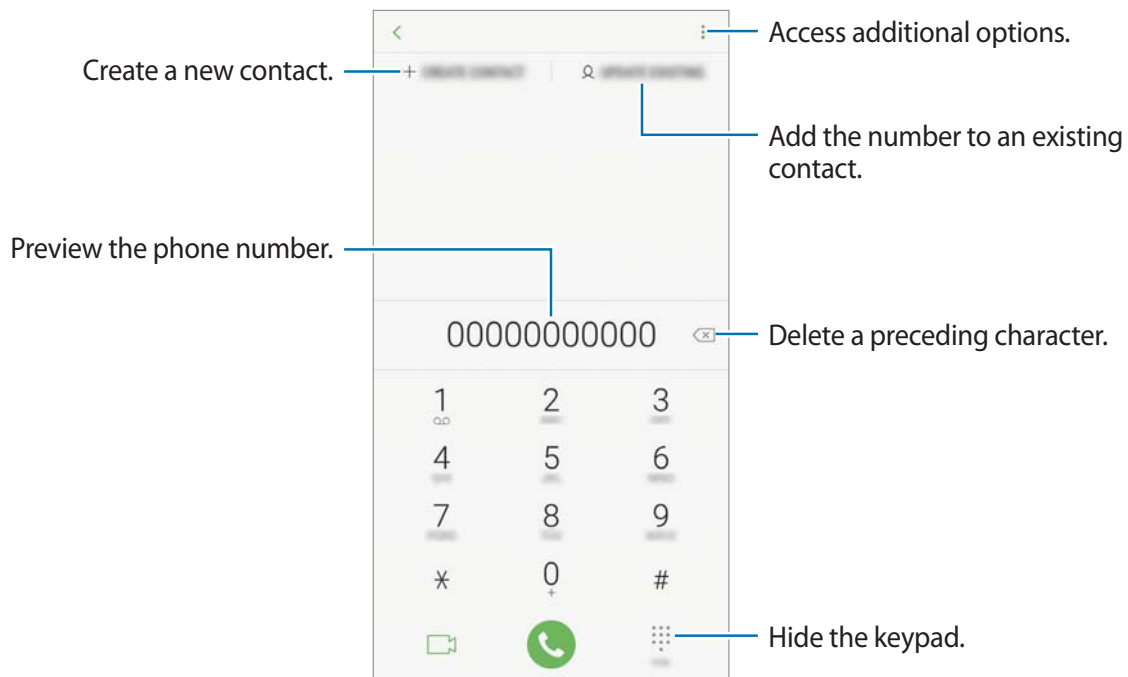 Access additional options.
Create a new contact.
Add the number to an existing
contact.
Preview the phone number.
00000000000
Delete a preceding character.
1 2 3
4 5 6
7 8 9
* 0 #
+
Hide the keypad.